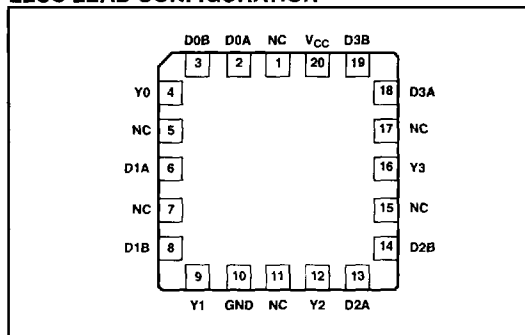 LLCC LEAD CONFIGURATION
D0B D0A NC VCC D3B
3 2 1 20 19
Y0 4 18 D3A
NC 5 17 NC
D1A 6 16 Y3
NC 7 15 NC
D1B 8 14 D2B
9 10 11 12 13
Y1 GND NC Y2 D2A